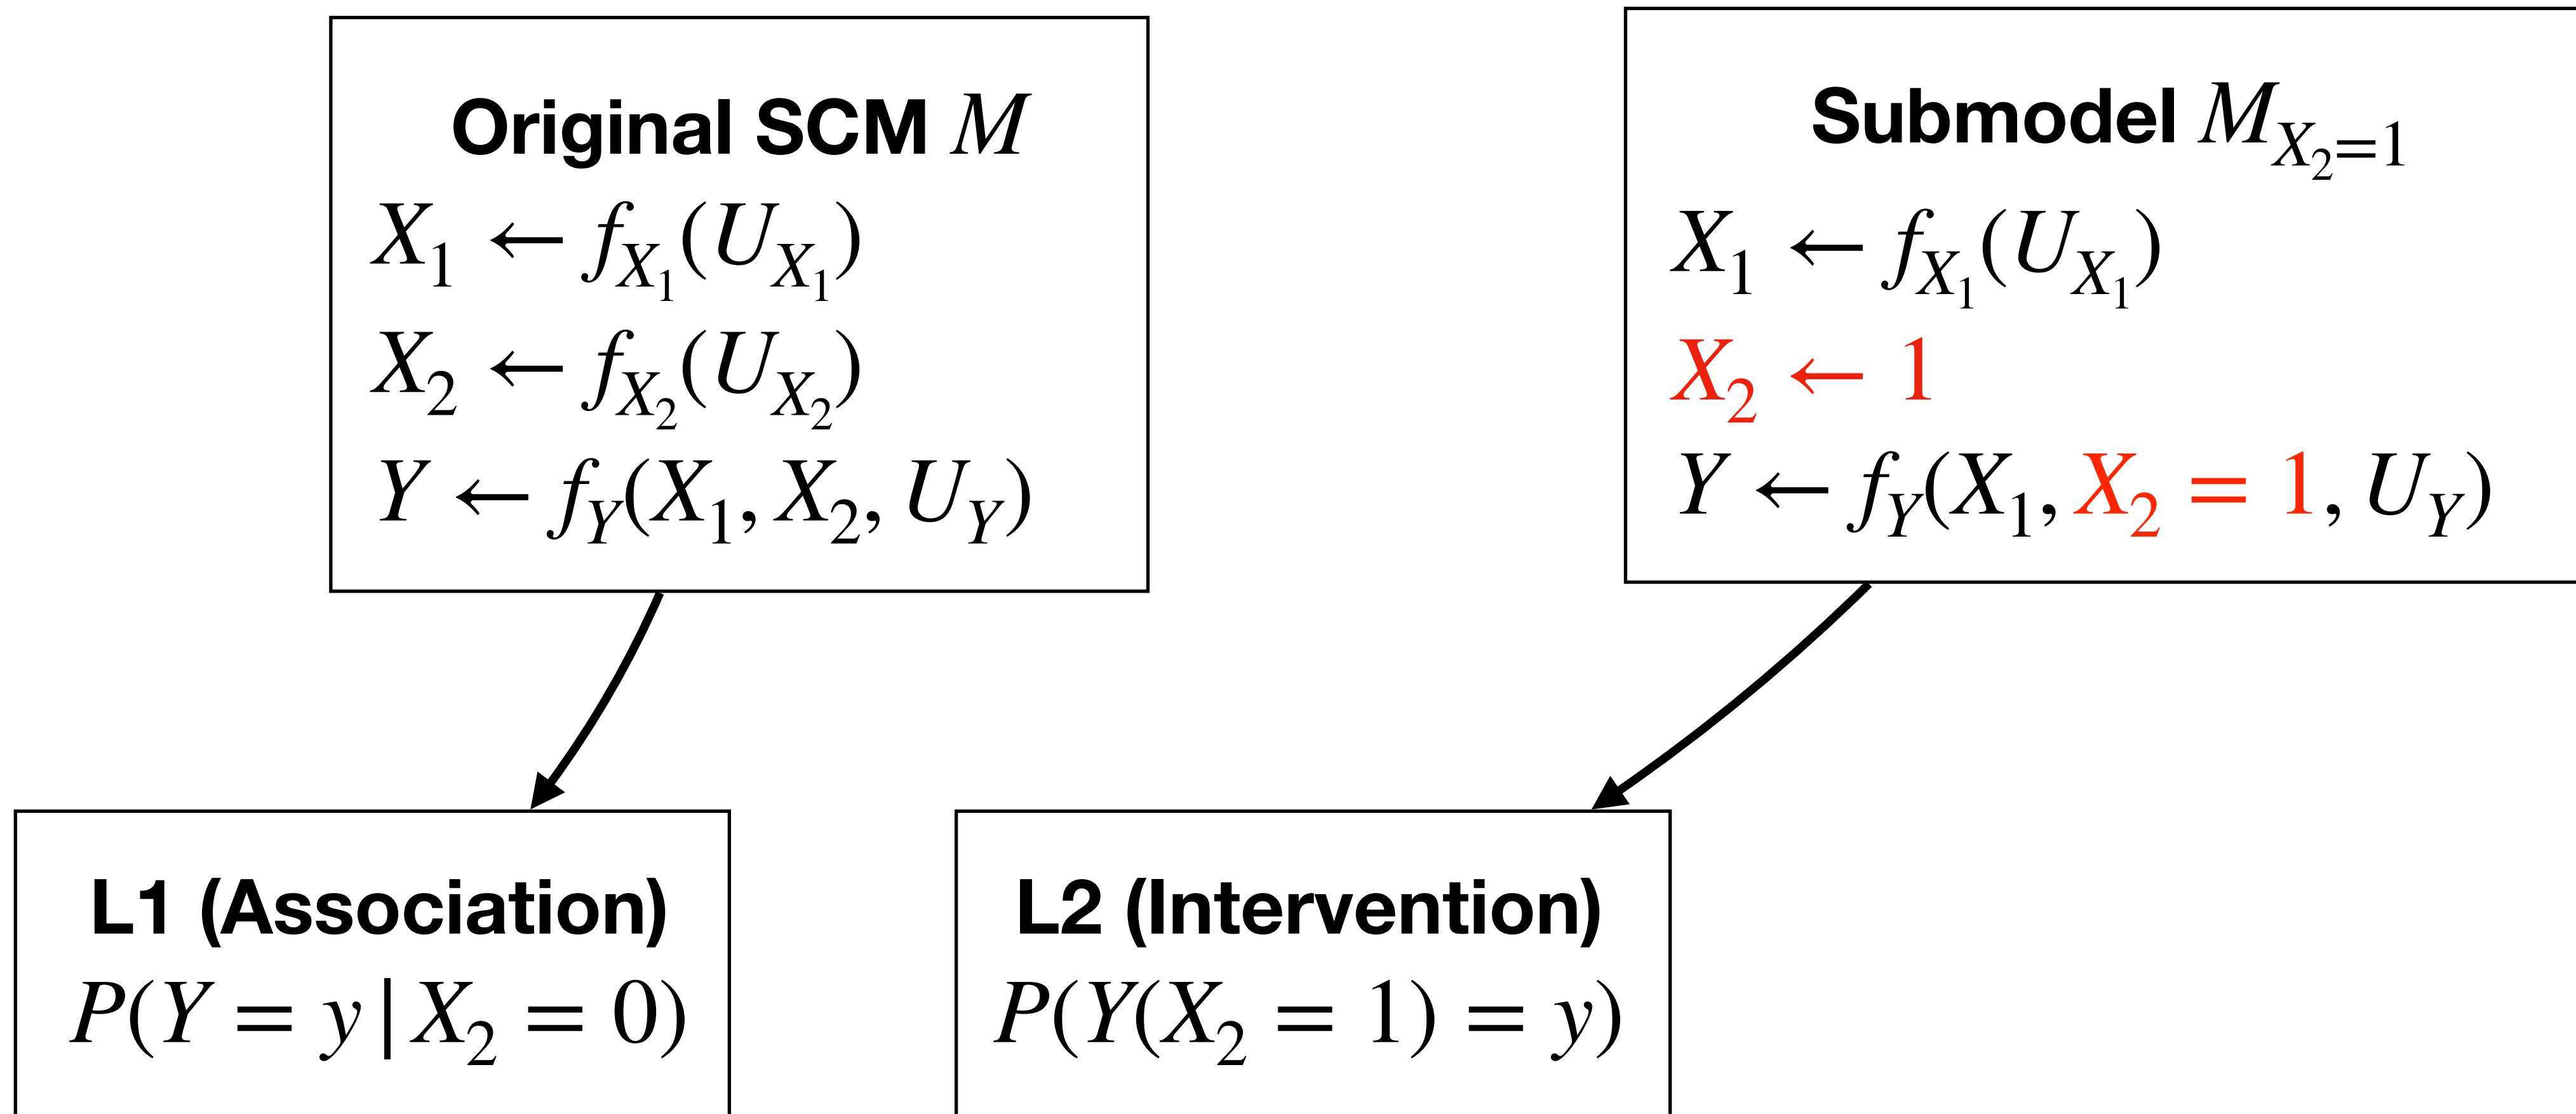 Original SCM M
X₁ ← f_{X₁}(U_{X₁})
X₂ ← f_{X₂}(U_{X₂})
Y ← f_Y(X₁, X₂, U_Y)
Submodel M_{X₂=1}
X₁ ← f_{X₁}(U_{X₁})
X₂ ← 1
Y ← f_Y(X₁, X₂ = 1, U_Y)
L1 (Association)
P(Y = y | X₂ = 0)
L2 (Intervention)
P(Y(X₂ = 1) = y)